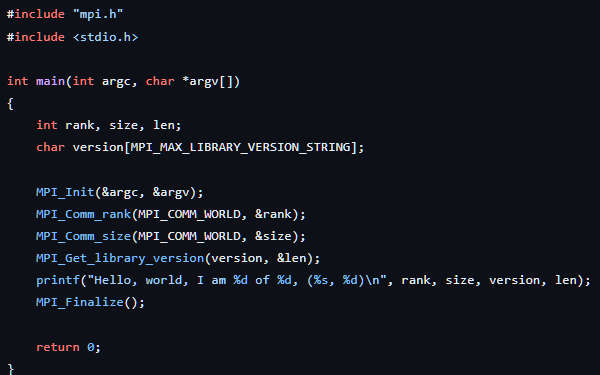 #include "mpi.h"
#include <stdio.h>
int main(int argc, char *argv[])
{
int rank, size, len;
char version[MPI_MAX_LIBRARY_VERSION_STRING];
MPI_Init(&argc, &argv);
MPI_Comm_rank(MPI_COMM_WORLD, &rank);
MPI_Comm_size(MPI_COMM_WORLD, &size);
MPI_Get_library_version(version, &len);
printf("Hello, world, I am %d of %d, (%s, %d)\n", rank, size, version, len);
MPI_Finalize();
return 0;
}